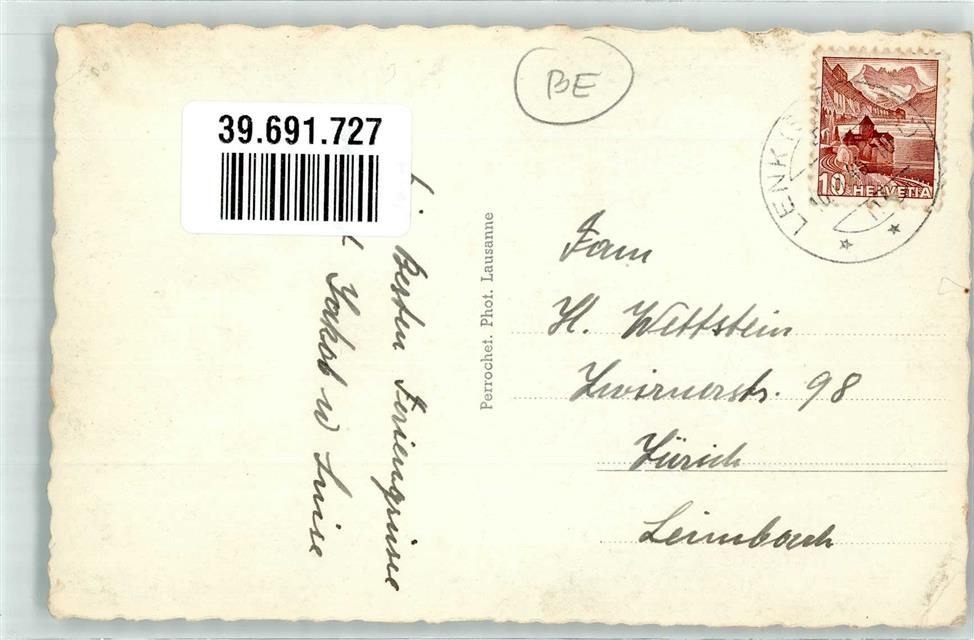 39.691.727
BE
10 HELVETIA
LENK
Besten Feriengrüsse
Jakob u Luise
Perrochet. Phot. Lausanne
Fam
H. Wettstein
Zwirnerstr. 98
Zürich
Leimbach